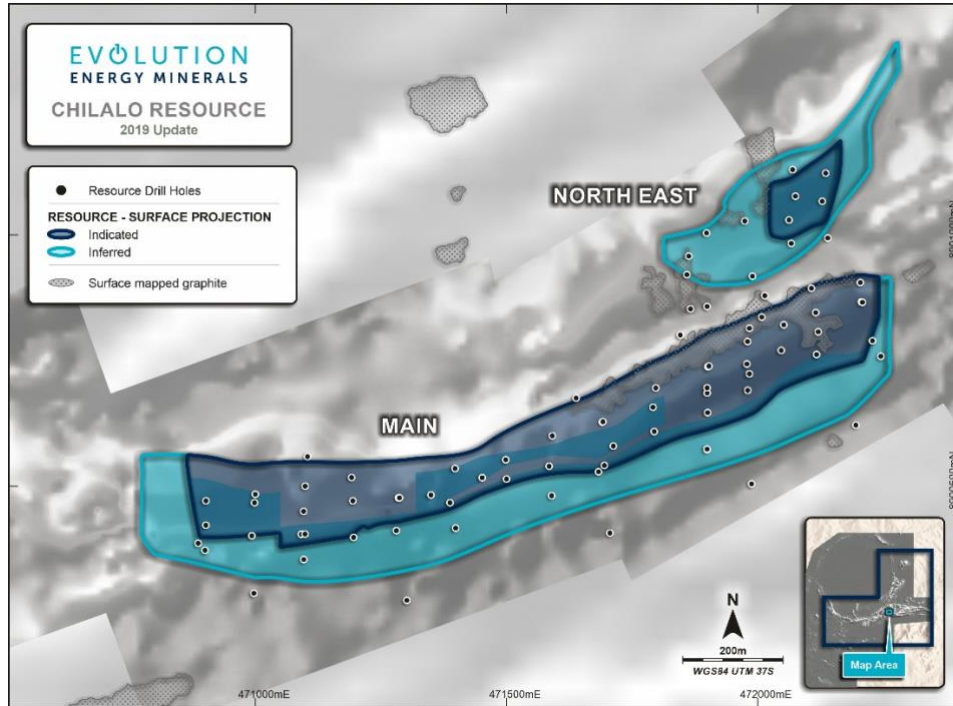 EVOLUTION
ENERGY MINERALS
CHILALO RESOURCE
2019 Update
Resource Drill Holes
RESOURCE - SURFACE PROJECTION
Indicated
Inferred
Surface mapped graphite
NORTH EAST
MAIN
N
200m
WGS84 UTM 37S
Map Area
471000mE
471500mE
472000mE